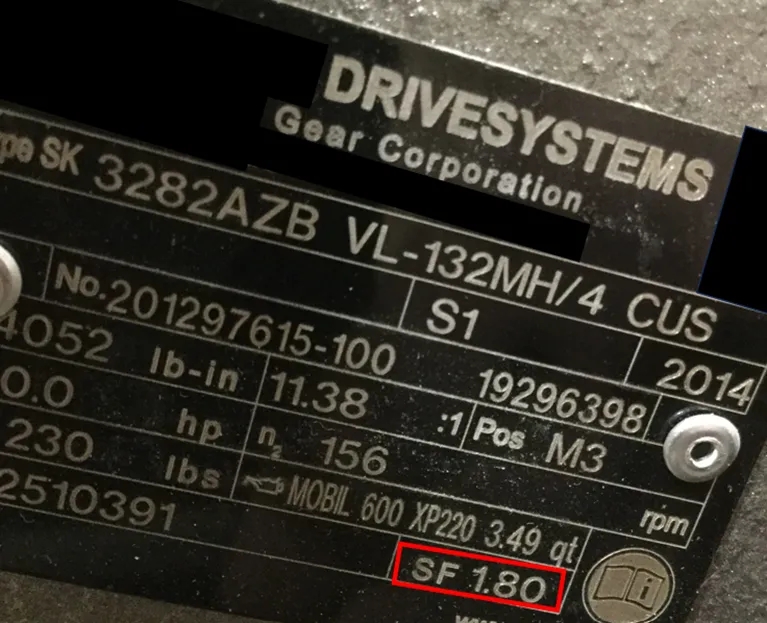 DRIVESYSTEMS
Gear Corporation
SK 3282AZB VL-132MH/4 CUS
S1
No. 201297615-100 19296398 2014
4052 lb-in 11.38 :1 Pos M3
0.0 hp n2 156 rpm
230 lbs MOBIL 600 XP220 3.49 qt
2510391 SF 1.80